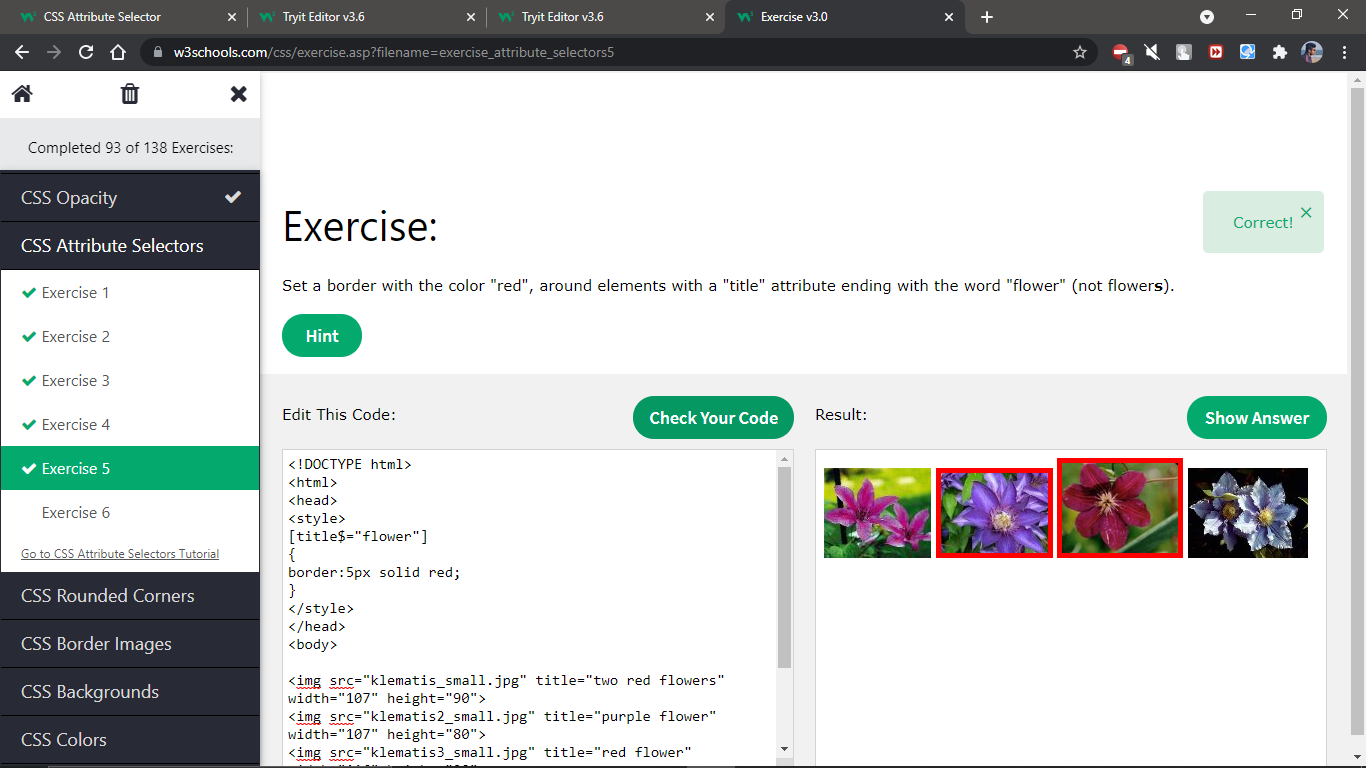 CSS Attribute Selector
Tryit Editor v3.6
Tryit Editor v3.6
Exercise v3.0
w3schools.com/css/exercise.asp?filename=exercise_attribute_selectors5
4
Completed 93 of 138 Exercises:
CSS Opacity
CSS Attribute Selectors
Exercise 1
Exercise 2
Exercise 3
Exercise 4
Exercise 5
Exercise 6
Go to CSS Attribute Selectors Tutorial
CSS Rounded Corners
CSS Border Images
CSS Backgrounds
CSS Colors
Exercise:
Correct!
Set a border with the color "red", around elements with a "title" attribute ending with the word "flower" (not flowers).
Hint
Edit This Code:
Check Your Code
Result:
Show Answer
<!DOCTYPE html>
<html>
<head>
<style>
[title$="flower"]
{
border:5px solid red;
}
</style>
</head>
<body>
<img src="klematis_small.jpg" title="two red flowers"
width="107" height="90">
<img src="klematis2_small.jpg" title="purple flower"
width="107" height="80">
<img src="klematis3_small.jpg" title="red flower"